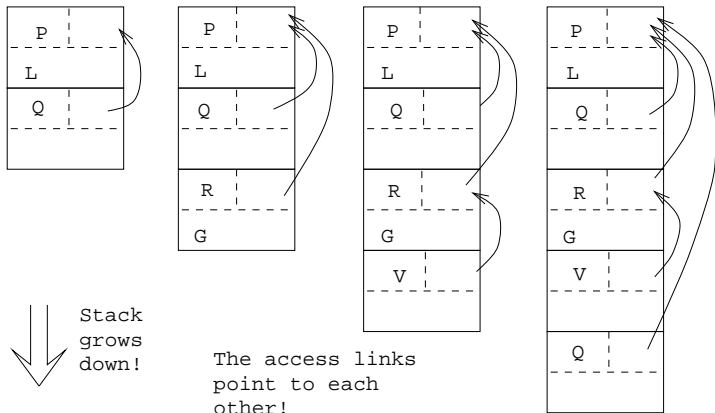 P P P P
L L L L
Q Q Q Q
R R R
G G G
V V
Q
Stack
grows
down!
The access links
point to each
other!